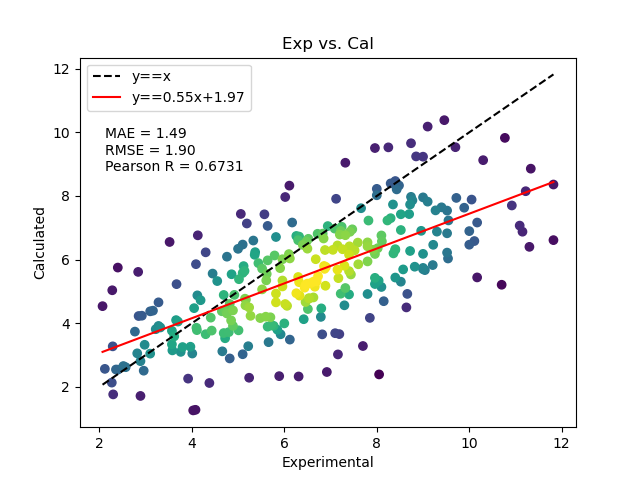 Exp vs. Cal
y==x
y==0.55x+1.97
MAE = 1.49
RMSE = 1.90
Pearson R = 0.6731
12
10
8
6
4
2
Calculated
2 4 6 8 10 12
Experimental